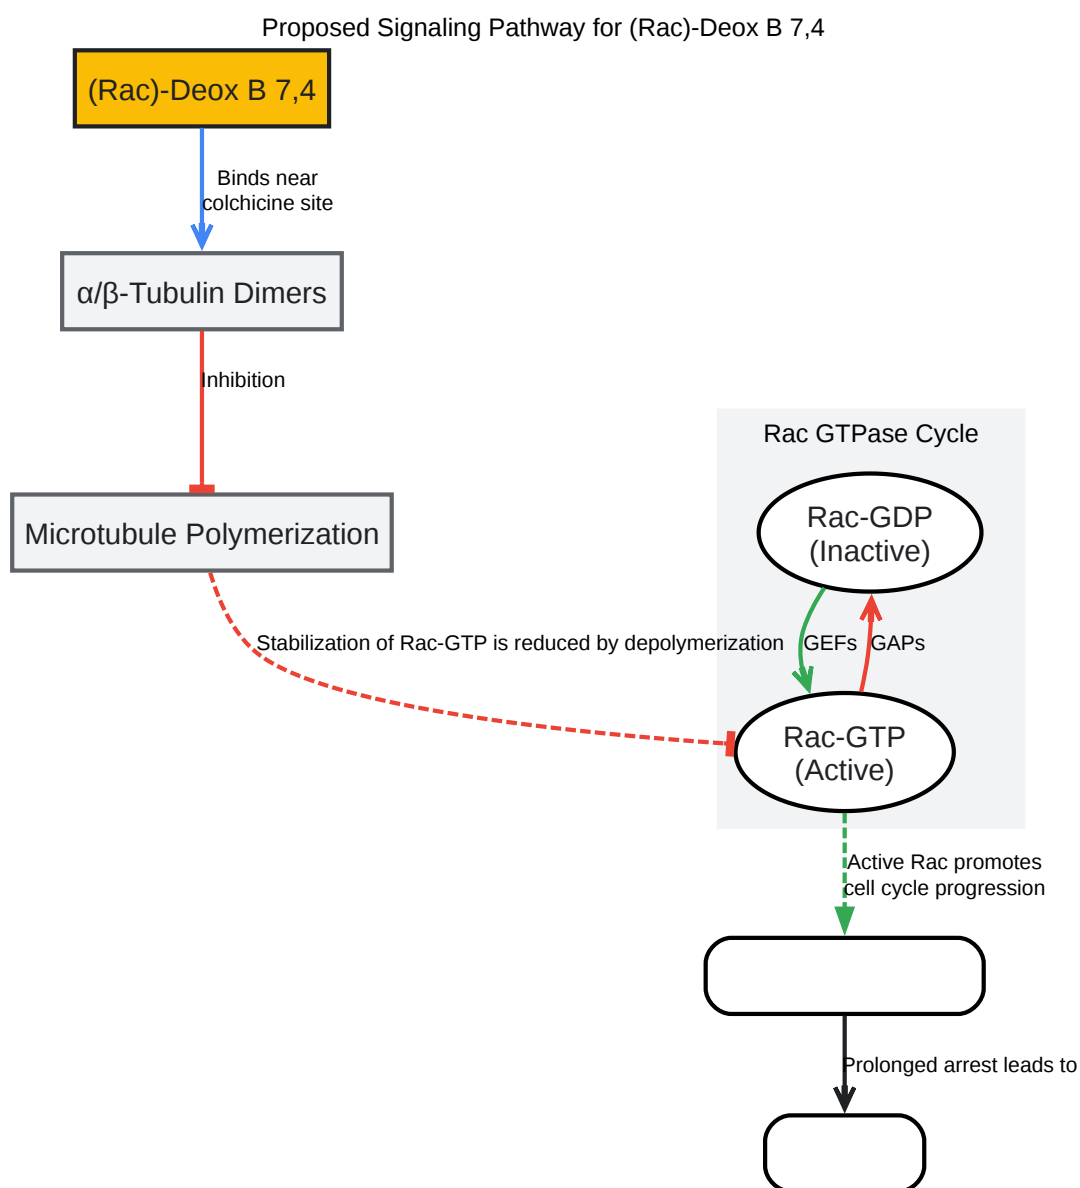 Proposed Signaling Pathway for (Rac)-Deox B 7,4
(Rac)-Deox B 7,4
Binds near
colchicine site
α/β-Tubulin Dimers
Inhibition
Rac GTPase Cycle
Microtubule Polymerization
Rac-GDP
(Inactive)
Stabilization of Rac-GTP is reduced by depolymerization
GEFs
GAPs
Rac-GTP
(Active)
Active Rac promotes
cell cycle progression
Prolonged arrest leads to